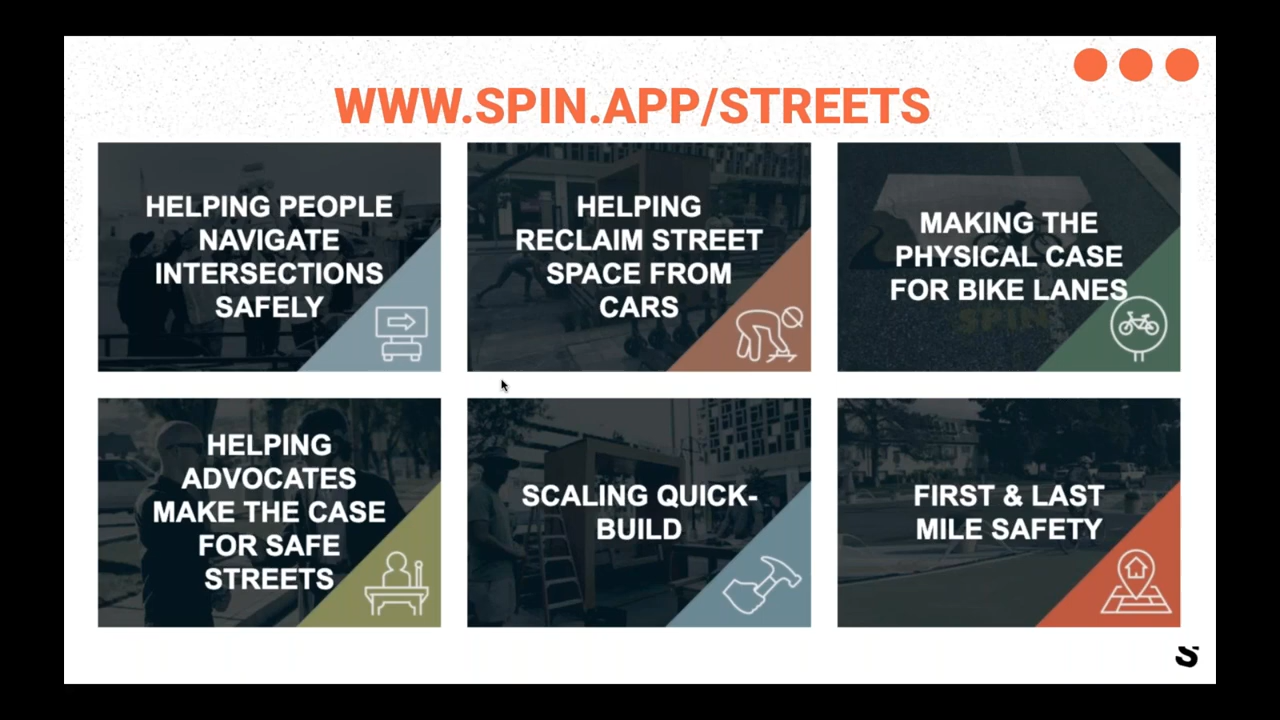 WWW.SPIN.APP/STREETS
HELPING PEOPLE
NAVIGATE
INTERSECTIONS
SAFELY
HELPING
RECLAIM STREET
SPACE FROM
CARS
MAKING THE
PHYSICAL CASE
FOR BIKE LANES
SPIN
HELPING
ADVOCATES
MAKE THE CASE
FOR SAFE
STREETS
SCALING QUICK-
BUILD
FIRST & LAST
MILE SAFETY
S